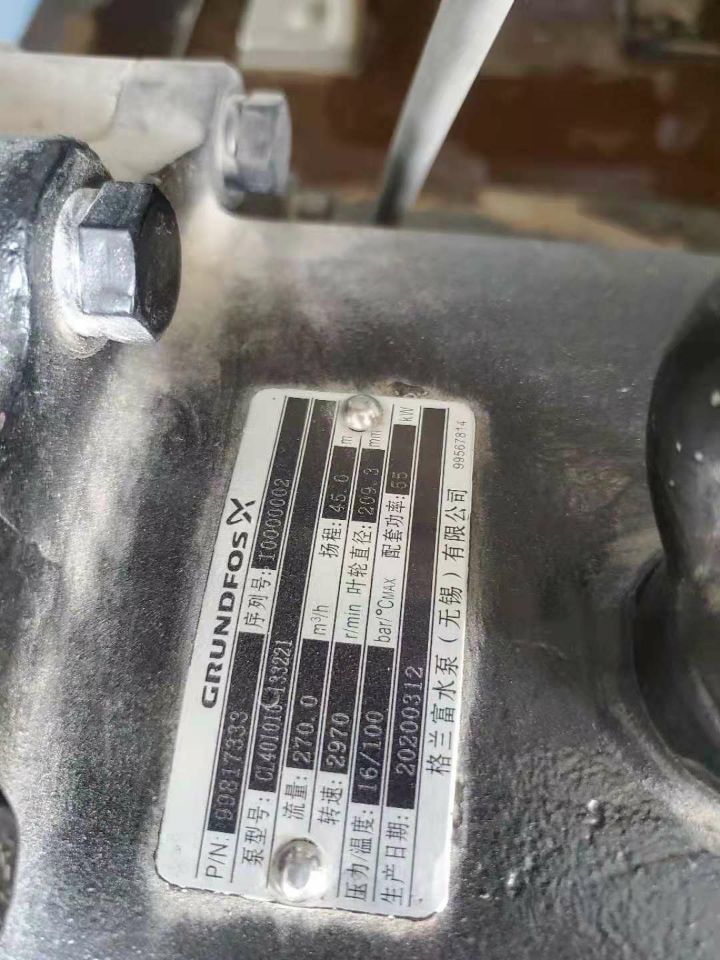 GRUNDFOS
P/N: 99817333 序列号: 10000002
泵型号: CL401016-133221
流量: 270.0 m³/h 扬程: 45.0 m
转速: 2970 r/min 叶轮直径: 209.3 mm
压力/温度: 16/100 bar/°CMAX 配套功率: 55 kW
生产日期: 20200312
格兰富水泵(无锡)有限公司 99567814